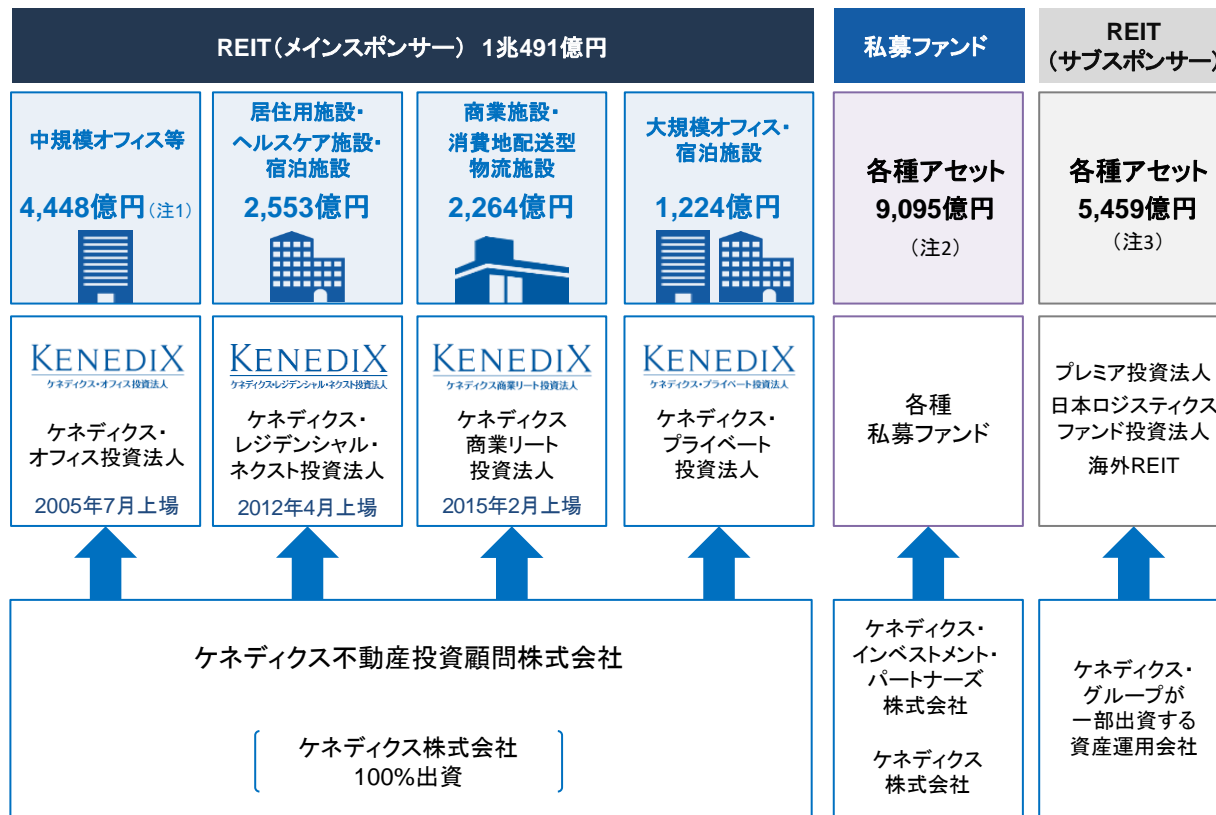 REIT（メインスポンサー） 1兆491億円
私募ファンド
REIT
（サブスポンサー）
中規模オフィス等
4,448億円（注1）
居住用施設・
ヘルスケア施設・
宿泊施設
2,553億円
商業施設・
消費地配送型
物流施設
2,264億円
大規模オフィス・
宿泊施設
1,224億円
各種アセット
9,095億円
（注2）
各種アセット
5,459億円
（注3）
KENEDIX
ケネディクス・オフィス投資法人
ケネディクス・
オフィス投資法人
2005年7月上場
KENEDIX
ケネディクス・レジデンシャル・ネクスト投資法人
ケネディクス・
レジデンシャル・
ネクスト投資法人
2012年4月上場
KENEDIX
ケネディクス商業リート投資法人
ケネディクス
商業リート
投資法人
2015年2月上場
KENEDIX
ケネディクス・プライベート投資法人
ケネディクス・
プライベート
投資法人
各種
私募ファンド
プレミア投資法人
日本ロジスティクス
ファンド投資法人
海外REIT
ケネディクス不動産投資顧問株式会社
ケネディクス株式会社
100%出資
ケネディクス・
インベストメント・
パートナーズ
株式会社
ケネディクス
株式会社
ケネディクス・
グループが
一部出資する
資産運用会社